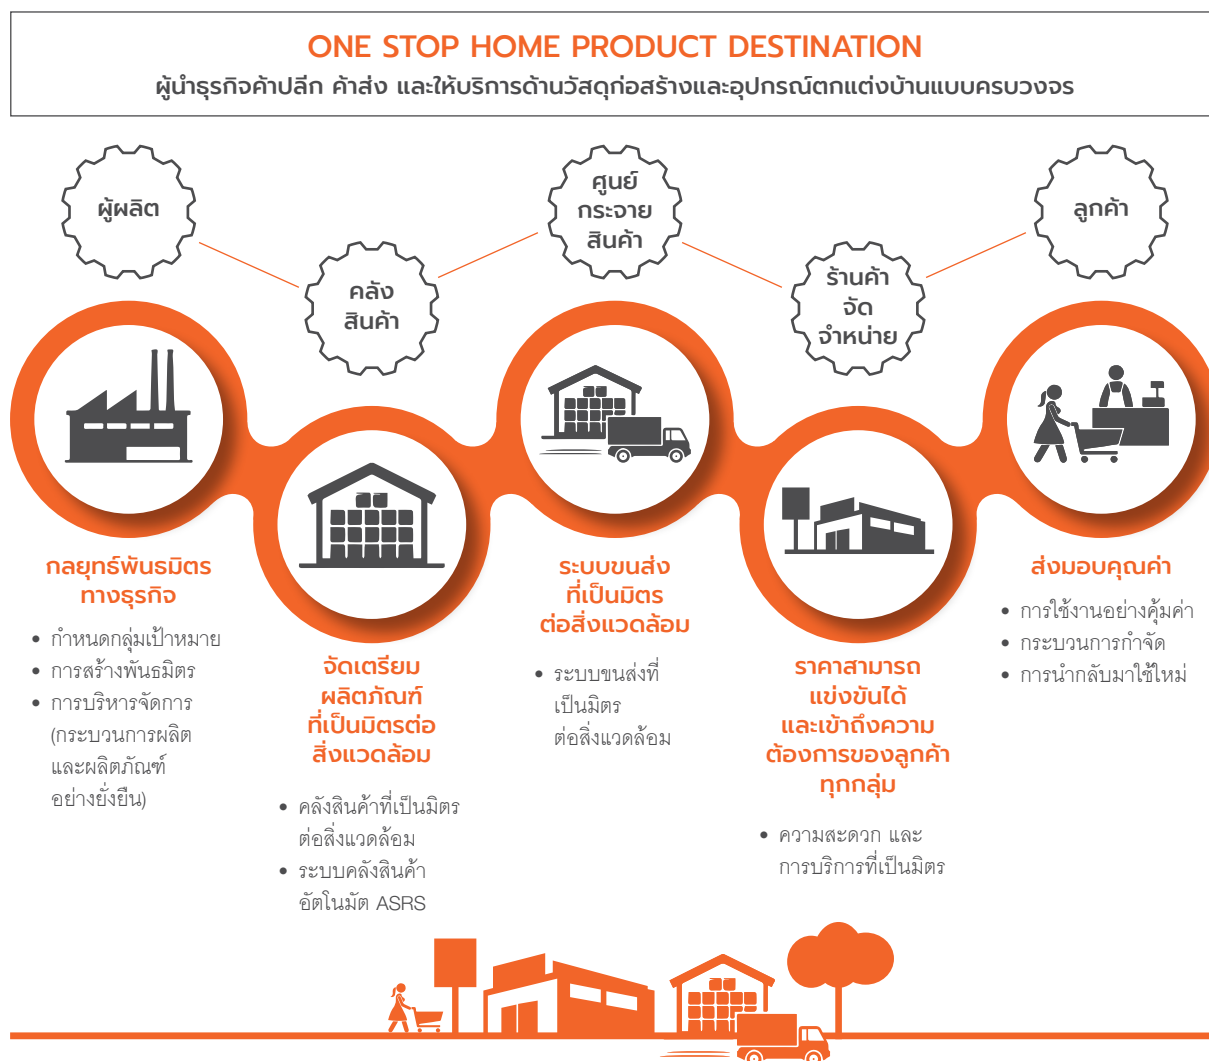 ONE STOP HOME PRODUCT DESTINATION
ผู้นำธุรกิจค้าปลีก ค้าส่ง และให้บริการด้านวัสดุก่อสร้างและอุปกรณ์ตกแต่งบ้านแบบครบวงจร
ผู้ผลิต
คลัง
สินค้า
ศูนย์
กระจาย
สินค้า
ร้านค้า
จัด
จำหน่าย
ลูกค้า
กลยุทธ์พันธมิตร
ทางธุรกิจ
• กำหนดกลุ่มเป้าหมาย
• การสร้างพันธมิตร
• การบริหารจัดการ
(กระบวนการผลิต
และผลิตภัณฑ์
อย่างยั่งยืน)
จัดเตรียม
ผลิตภัณฑ์
ที่เป็นมิตรต่อ
สิ่งแวดล้อม
• คลังสินค้าที่เป็นมิตร
ต่อสิ่งแวดล้อม
• ระบบคลังสินค้า
อัตโนมัต ASRS
ระบบขนส่ง
ที่เป็นมิตร
ต่อสิ่งแวดล้อม
• ระบบขนส่งที่
เป็นมิตร
ต่อสิ่งแวดล้อม
ราคาสามารถ
แข่งขันได้
และเข้าถึงความ
ต้องการของลูกค้า
ทุกกลุ่ม
• ความสะดวก และ
การบริการที่เป็นมิตร
ส่งมอบคุณค่า
• การใช้งานอย่างคุ้มค่า
• กระบวนการกำจัด
• การนำกลับมาใช้ใหม่